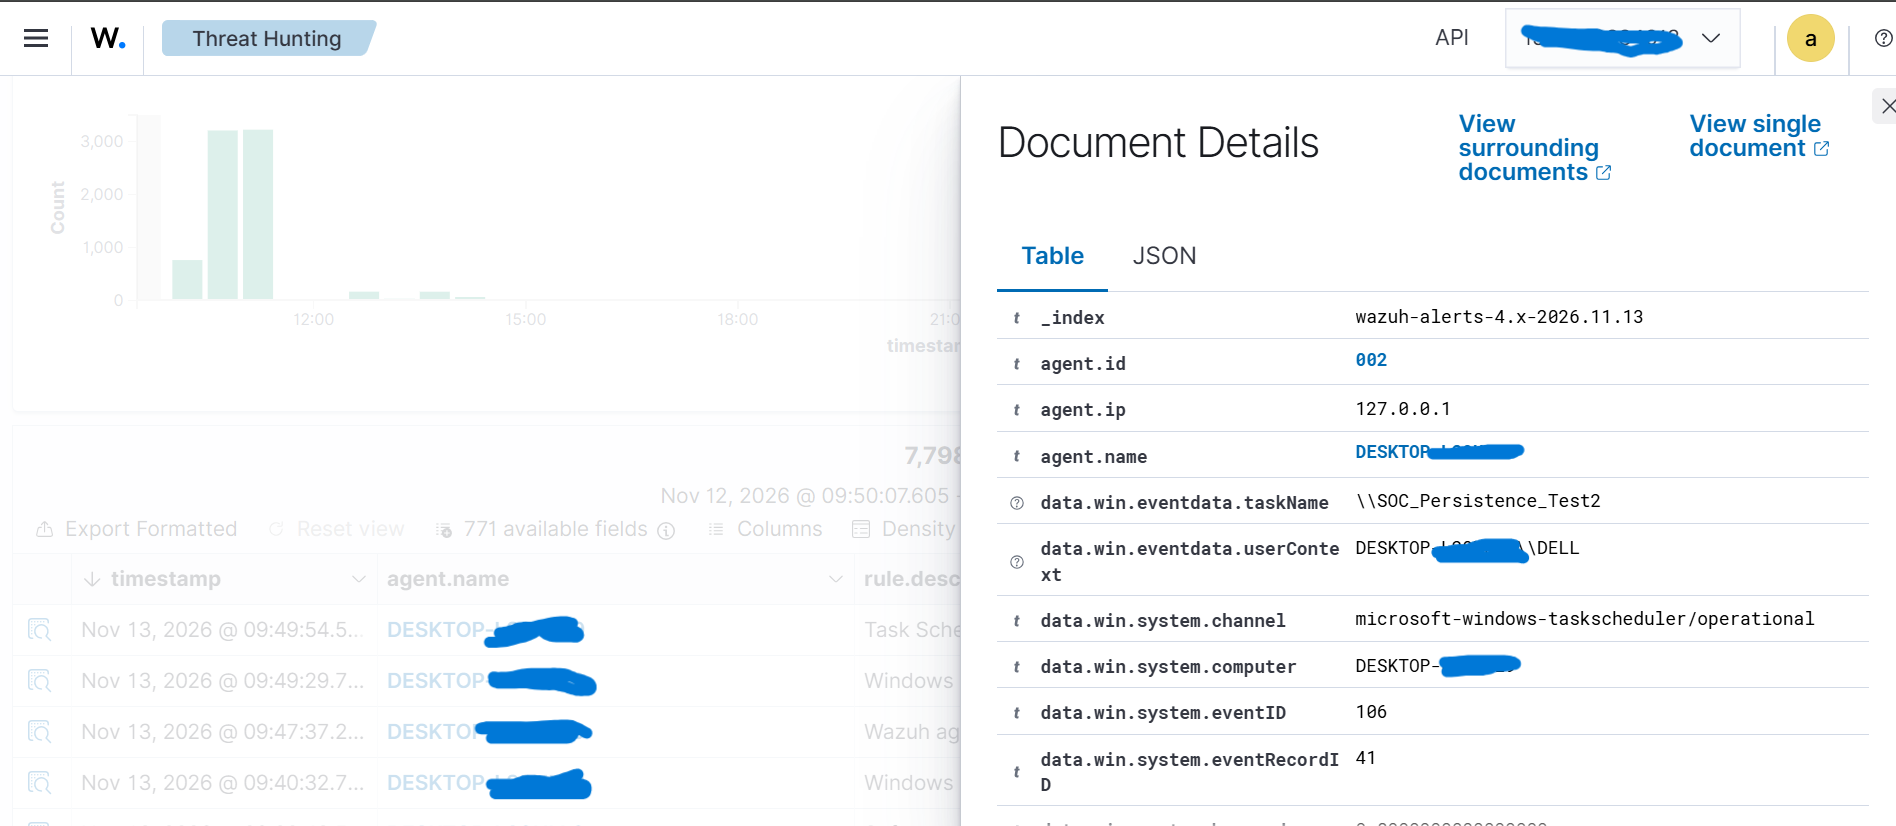 W.
Threat Hunting
API
a
3,000
2,000
1,000
0
Count
12:00
15:00
18:00
timestamp
7,798
Nov 12, 2026 @ 09:50:07.605 -
Export Formatted
Reset view
771 available fields
Columns
Density
timestamp
agent.name
rule.desc
Nov 13, 2026 @ 09:49:54.5...
DESKTOP-
Task Sche
Nov 13, 2026 @ 09:49:29.7...
DESKTOP-
Windows
Nov 13, 2026 @ 09:47:37.2...
DESKTOP
Wazuh ag
Nov 13, 2026 @ 09:40:32.7...
DESKTOP-
Windows
Document Details
View
surrounding
documents
View single
document
Table
JSON
_index wazuh-alerts-4.x-2026.11.13
agent.id 002
agent.ip 127.0.0.1
agent.name DESKTOP
data.win.eventdata.taskName \\SOC_Persistence_Test2
data.win.eventdata.userConte DESKTOP- \\DELL
xt
data.win.system.channel microsoft-windows-taskscheduler/operational
data.win.system.computer DESKTOP-
data.win.system.eventID 106
data.win.system.eventRecordI 41
D